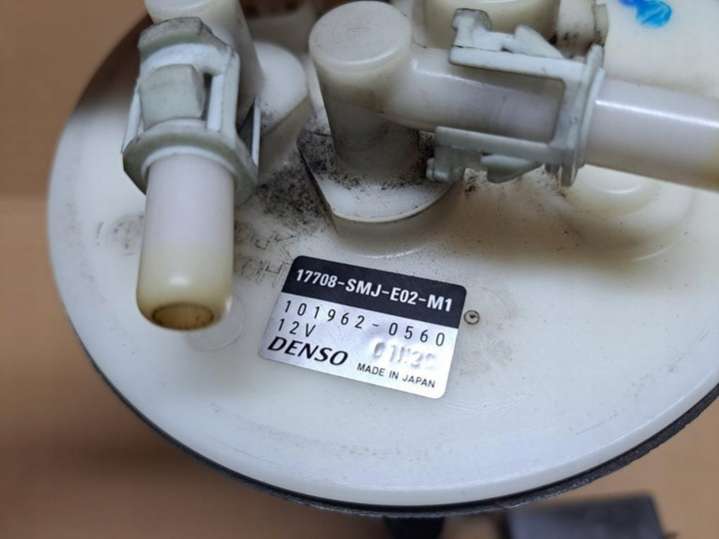 17708-SMJ-E02-M1
101962-0560
12V
DENSO
MADE IN JAPAN